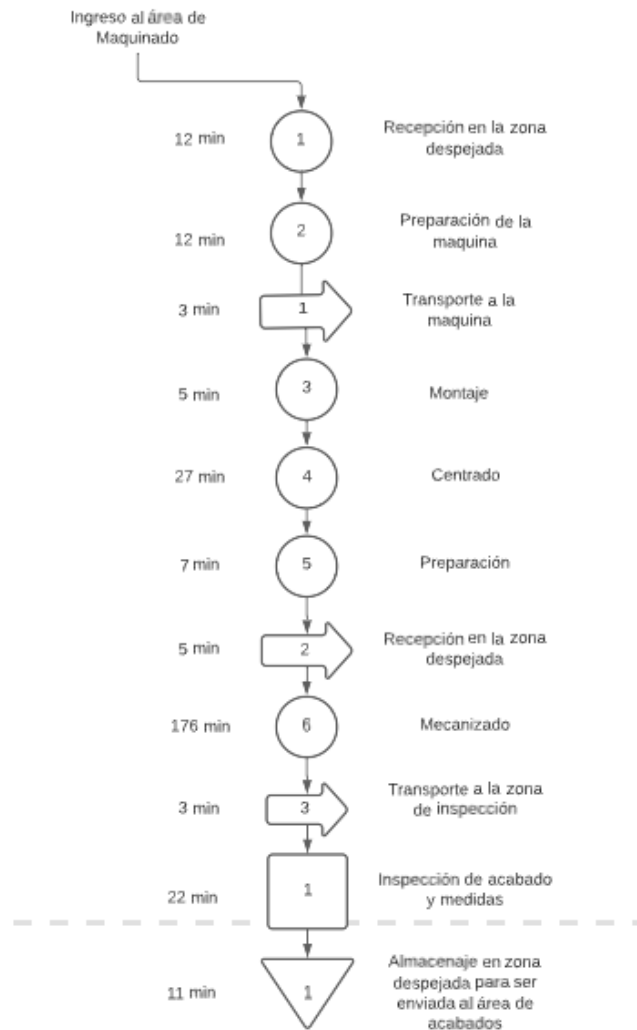 Ingreso al área de
Maquinado
12 min
1
Recepción en la zona
despejada
12 min
2
Preparación de la
maquina
3 min
1
Transporte a la
maquina
5 min
3
Montaje
27 min
4
Centrado
7 min
5
Preparación
5 min
2
Recepción en la zona
despejada
176 min
6
Mecanizado
3 min
3
Transporte a la zona
de inspección
22 min
1
Inspección de acabado
y medidas
11 min
1
Almacenaje en zona
despejada para ser
enviada al área de
acabados